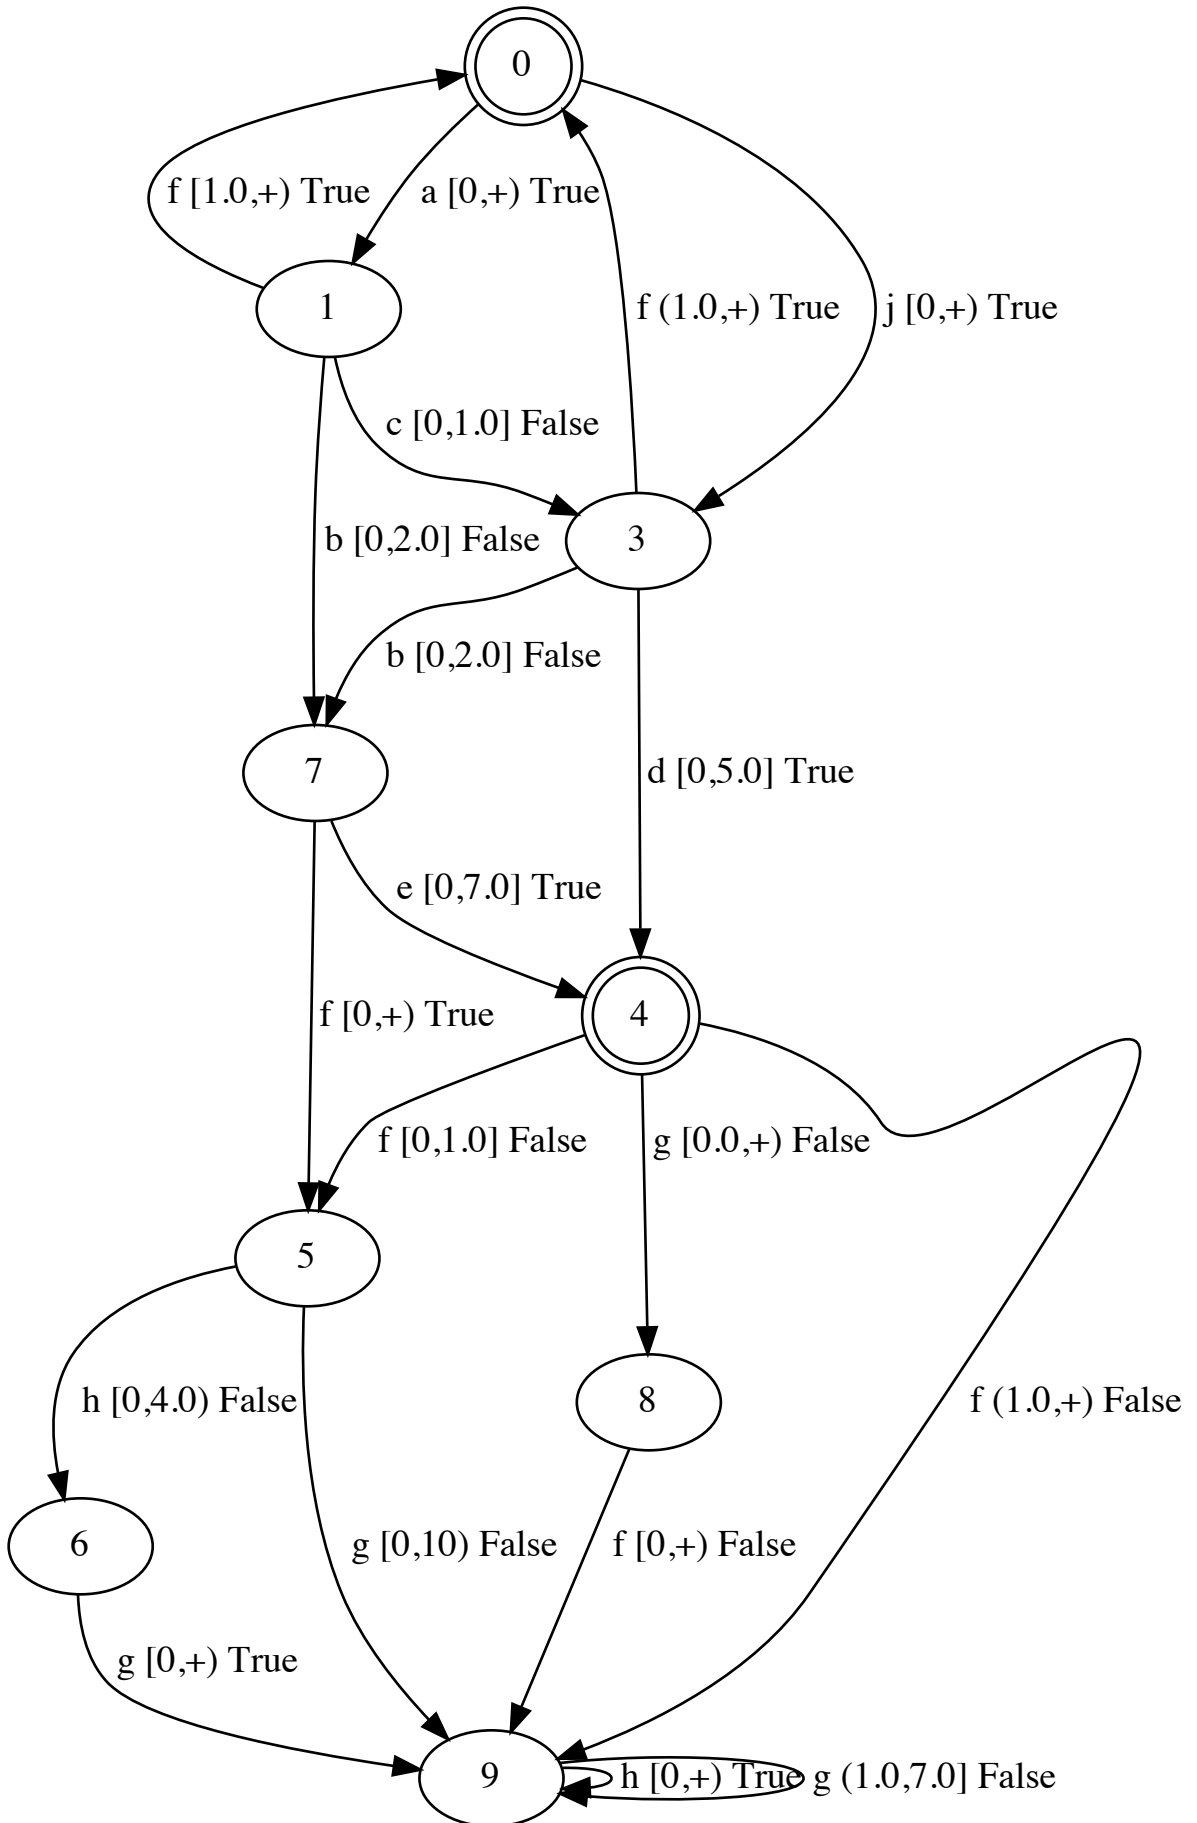 0
f [1.0,+) True
a [0,+) True
1
f (1.0,+) True
j [0,+) True
c [0,1.0] False
b [0,2.0] False
3
b [0,2.0] False
7
d [0,5.0] True
e [0,7.0] True
f [0,+) True
4
f [0,1.0] False
g [0.0,+) False
5
h [0,4.0) False
8
f (1.0,+) False
6
g [0,10) False
f [0,+) False
g [0,+) True
9
h [0,+) True
g (1.0,7.0] False